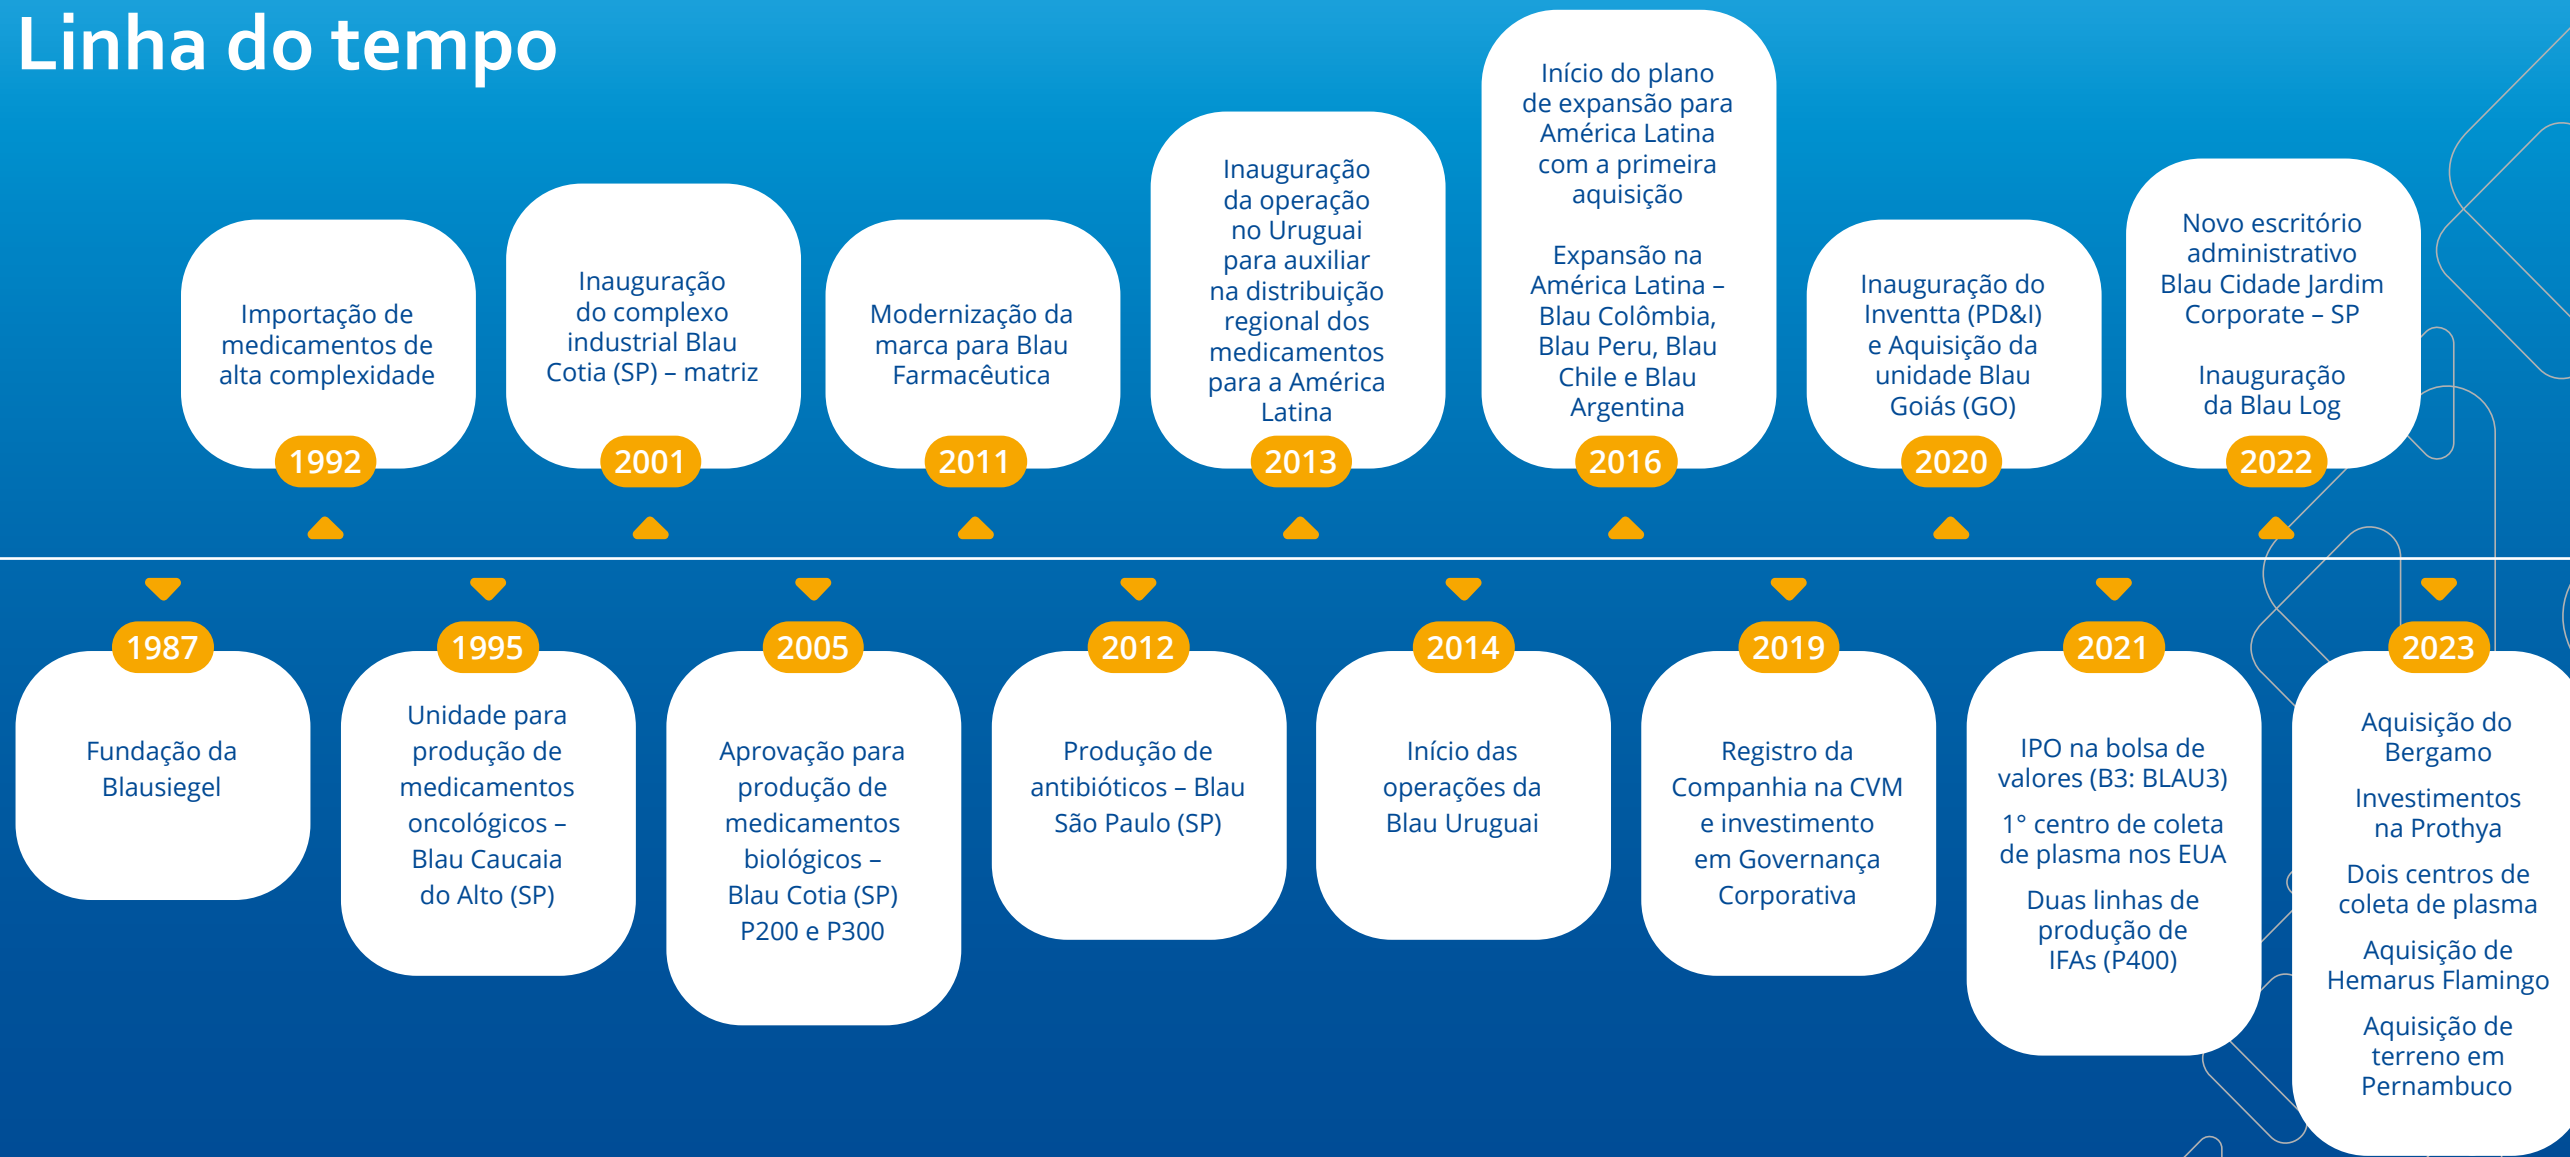 Linha do tempo
Importação de
medicamentos de
alta complexidade
1992
Inauguração
do complexo
industrial Blau
Cotia (SP) – matriz
2001
Modernização da
marca para Blau
Farmacêutica
2011
Inauguração
da operação
no Uruguai
para auxiliar
na distribuição
regional dos
medicamentos
para a América
Latina
2013
Início do plano
de expansão para
América Latina
com a primeira
aquisição
Expansão na
América Latina –
Blau Colômbia,
Blau Peru, Blau
Chile e Blau
Argentina
2016
Inauguração do
Inventta (PD&I)
e Aquisição da
unidade Blau
Goiás (GO)
2020
Novo escritório
administrativo
Blau Cidade Jardim
Corporate – SP
Inauguração
da Blau Log
2022
1987
Fundação da
Blausiegel
1995
Unidade para
produção de
medicamentos
oncológicos –
Blau Caucaia
do Alto (SP)
2005
Aprovação para
produção de
medicamentos
biológicos –
Blau Cotia (SP)
P200 e P300
2012
Produção de
antibióticos – Blau
São Paulo (SP)
2014
Início das
operações da
Blau Uruguai
2019
Registro da
Companhia na CVM
e investimento
em Governança
Corporativa
2021
IPO na bolsa de
valores (B3: BLAU3)
1° centro de coleta
de plasma nos EUA
Duas linhas de
produção de
IFAs (P400)
2023
Aquisição do
Bergamo
Investimentos
na Prothya
Dois centros de
coleta de plasma
Aquisição de
Hemarus Flamingo
Aquisição de
terreno em
Pernambuco